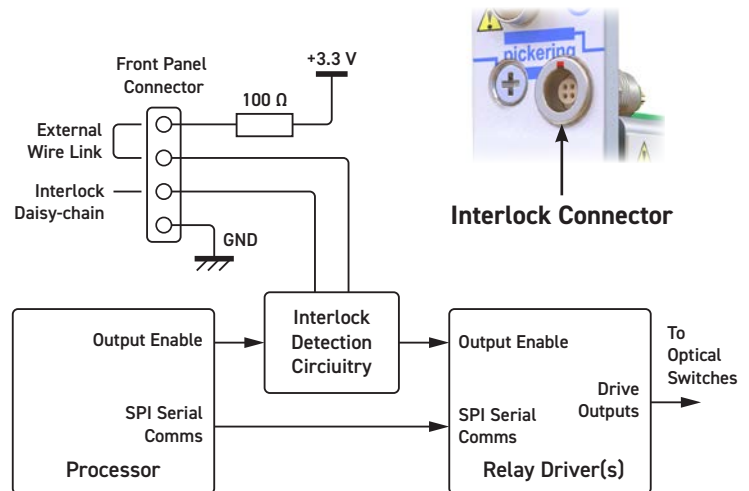 Front Panel
Connector
+3.3 V
100 Ω
External
Wire Link
Interlock
Daisy-chain
GND
pickering
Interlock Connector
Output Enable
SPI Serial
Comms
Processor
Interlock
Detection
Circiuitry
Output Enable
SPI Serial
Comms
Drive
Outputs
Relay Driver(s)
To
Optical
Switches